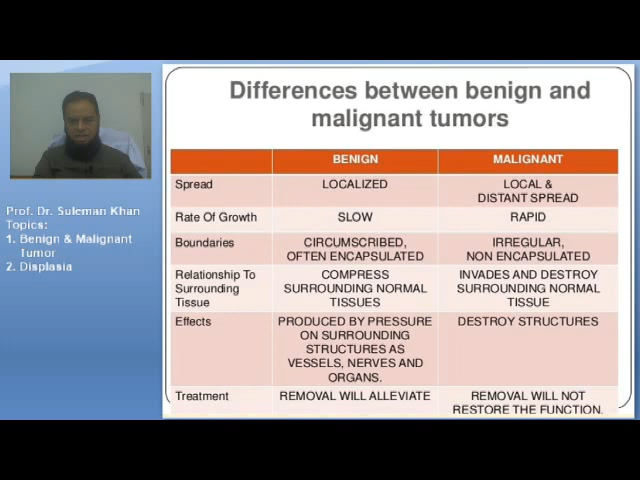 Differences between benign and
malignant tumors
BENIGN
MALIGNANT
Spread
LOCALIZED
LOCAL &
DISTANT SPREAD
Rate Of Growth
SLOW
RAPID
Boundaries
CIRCUMSCRIBED,
OFTEN ENCAPSULATED
IRREGULAR,
NON ENCAPSULATED
Relationship To
Surrounding
Tissue
COMPRESS
SURROUNDING NORMAL
TISSUES
INVADES AND DESTROY
SURROUNDING NORMAL
TISSUE
Effects
PRODUCED BY PRESSURE
ON SURROUNDING
STRUCTURES AS
VESSELS, NERVES AND
ORGANS.
DESTROY STRUCTURES
Treatment
REMOVAL WILL ALLEVIATE
REMOVAL WILL NOT
RESTORE THE FUNCTION.
Prof. Dr. Suleman Khan
Topics:
1. Benign & Malignant
Tumor
2. Displasia